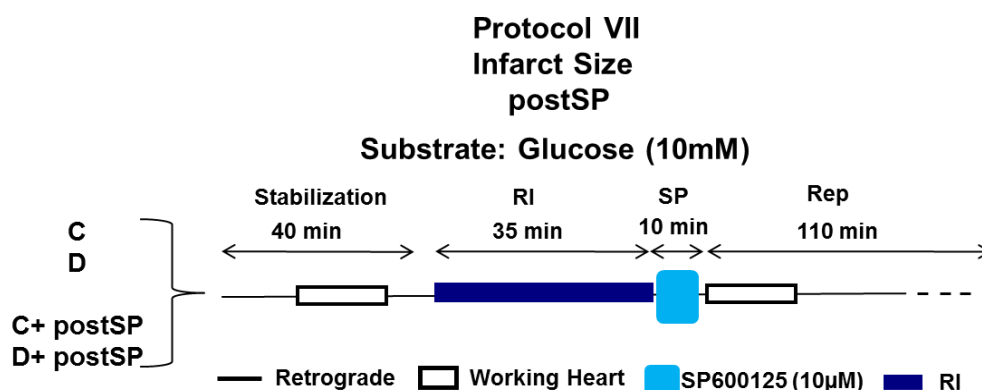 Protocol VII
Infarct Size
postSP
Substrate: Glucose (10mM)
Stabilization RI SP Rep
40 min 35 min 10 min 110 min
C
D
C+ postSP
D+ postSP
Retrograde Working Heart SP600125 (10µM) RI